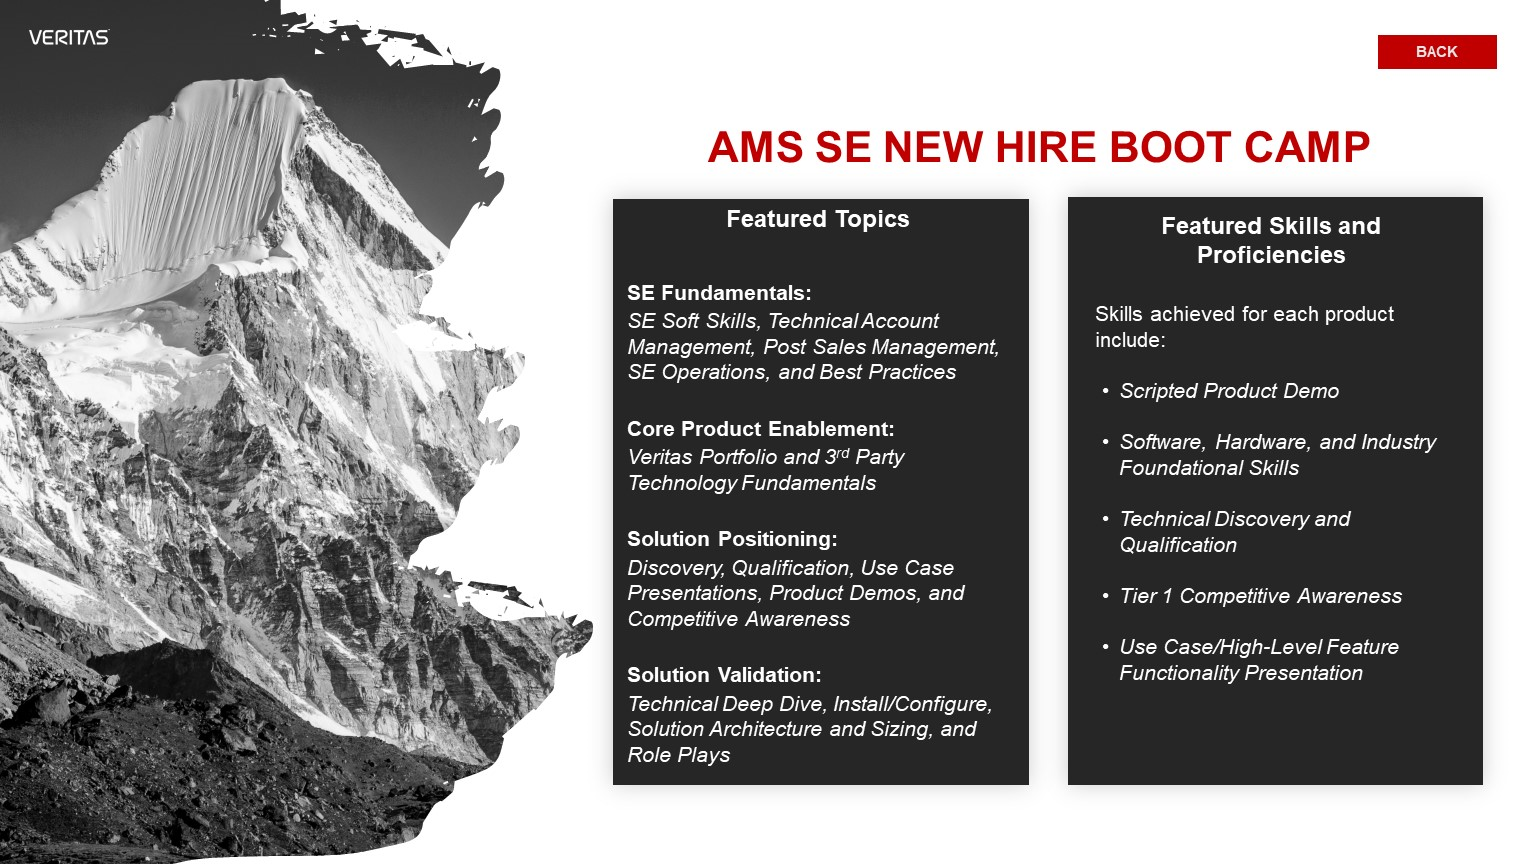 VERITAS
BACK
AMS SE NEW HIRE BOOT CAMP
Featured Topics
SE Fundamentals:
SE Soft Skills, Technical Account
Management, Post Sales Management,
SE Operations, and Best Practices
Core Product Enablement:
Veritas Portfolio and 3rd Party
Technology Fundamentals
Solution Positioning:
Discovery, Qualification, Use Case
Presentations, Product Demos, and
Competitive Awareness
Solution Validation:
Technical Deep Dive, Install/Configure,
Solution Architecture and Sizing, and
Role Plays
Featured Skills and
Proficiencies
Skills achieved for each product
include:
• Scripted Product Demo
• Software, Hardware, and Industry
Foundational Skills
• Technical Discovery and
Qualification
• Tier 1 Competitive Awareness
• Use Case/High-Level Feature
Functionality Presentation